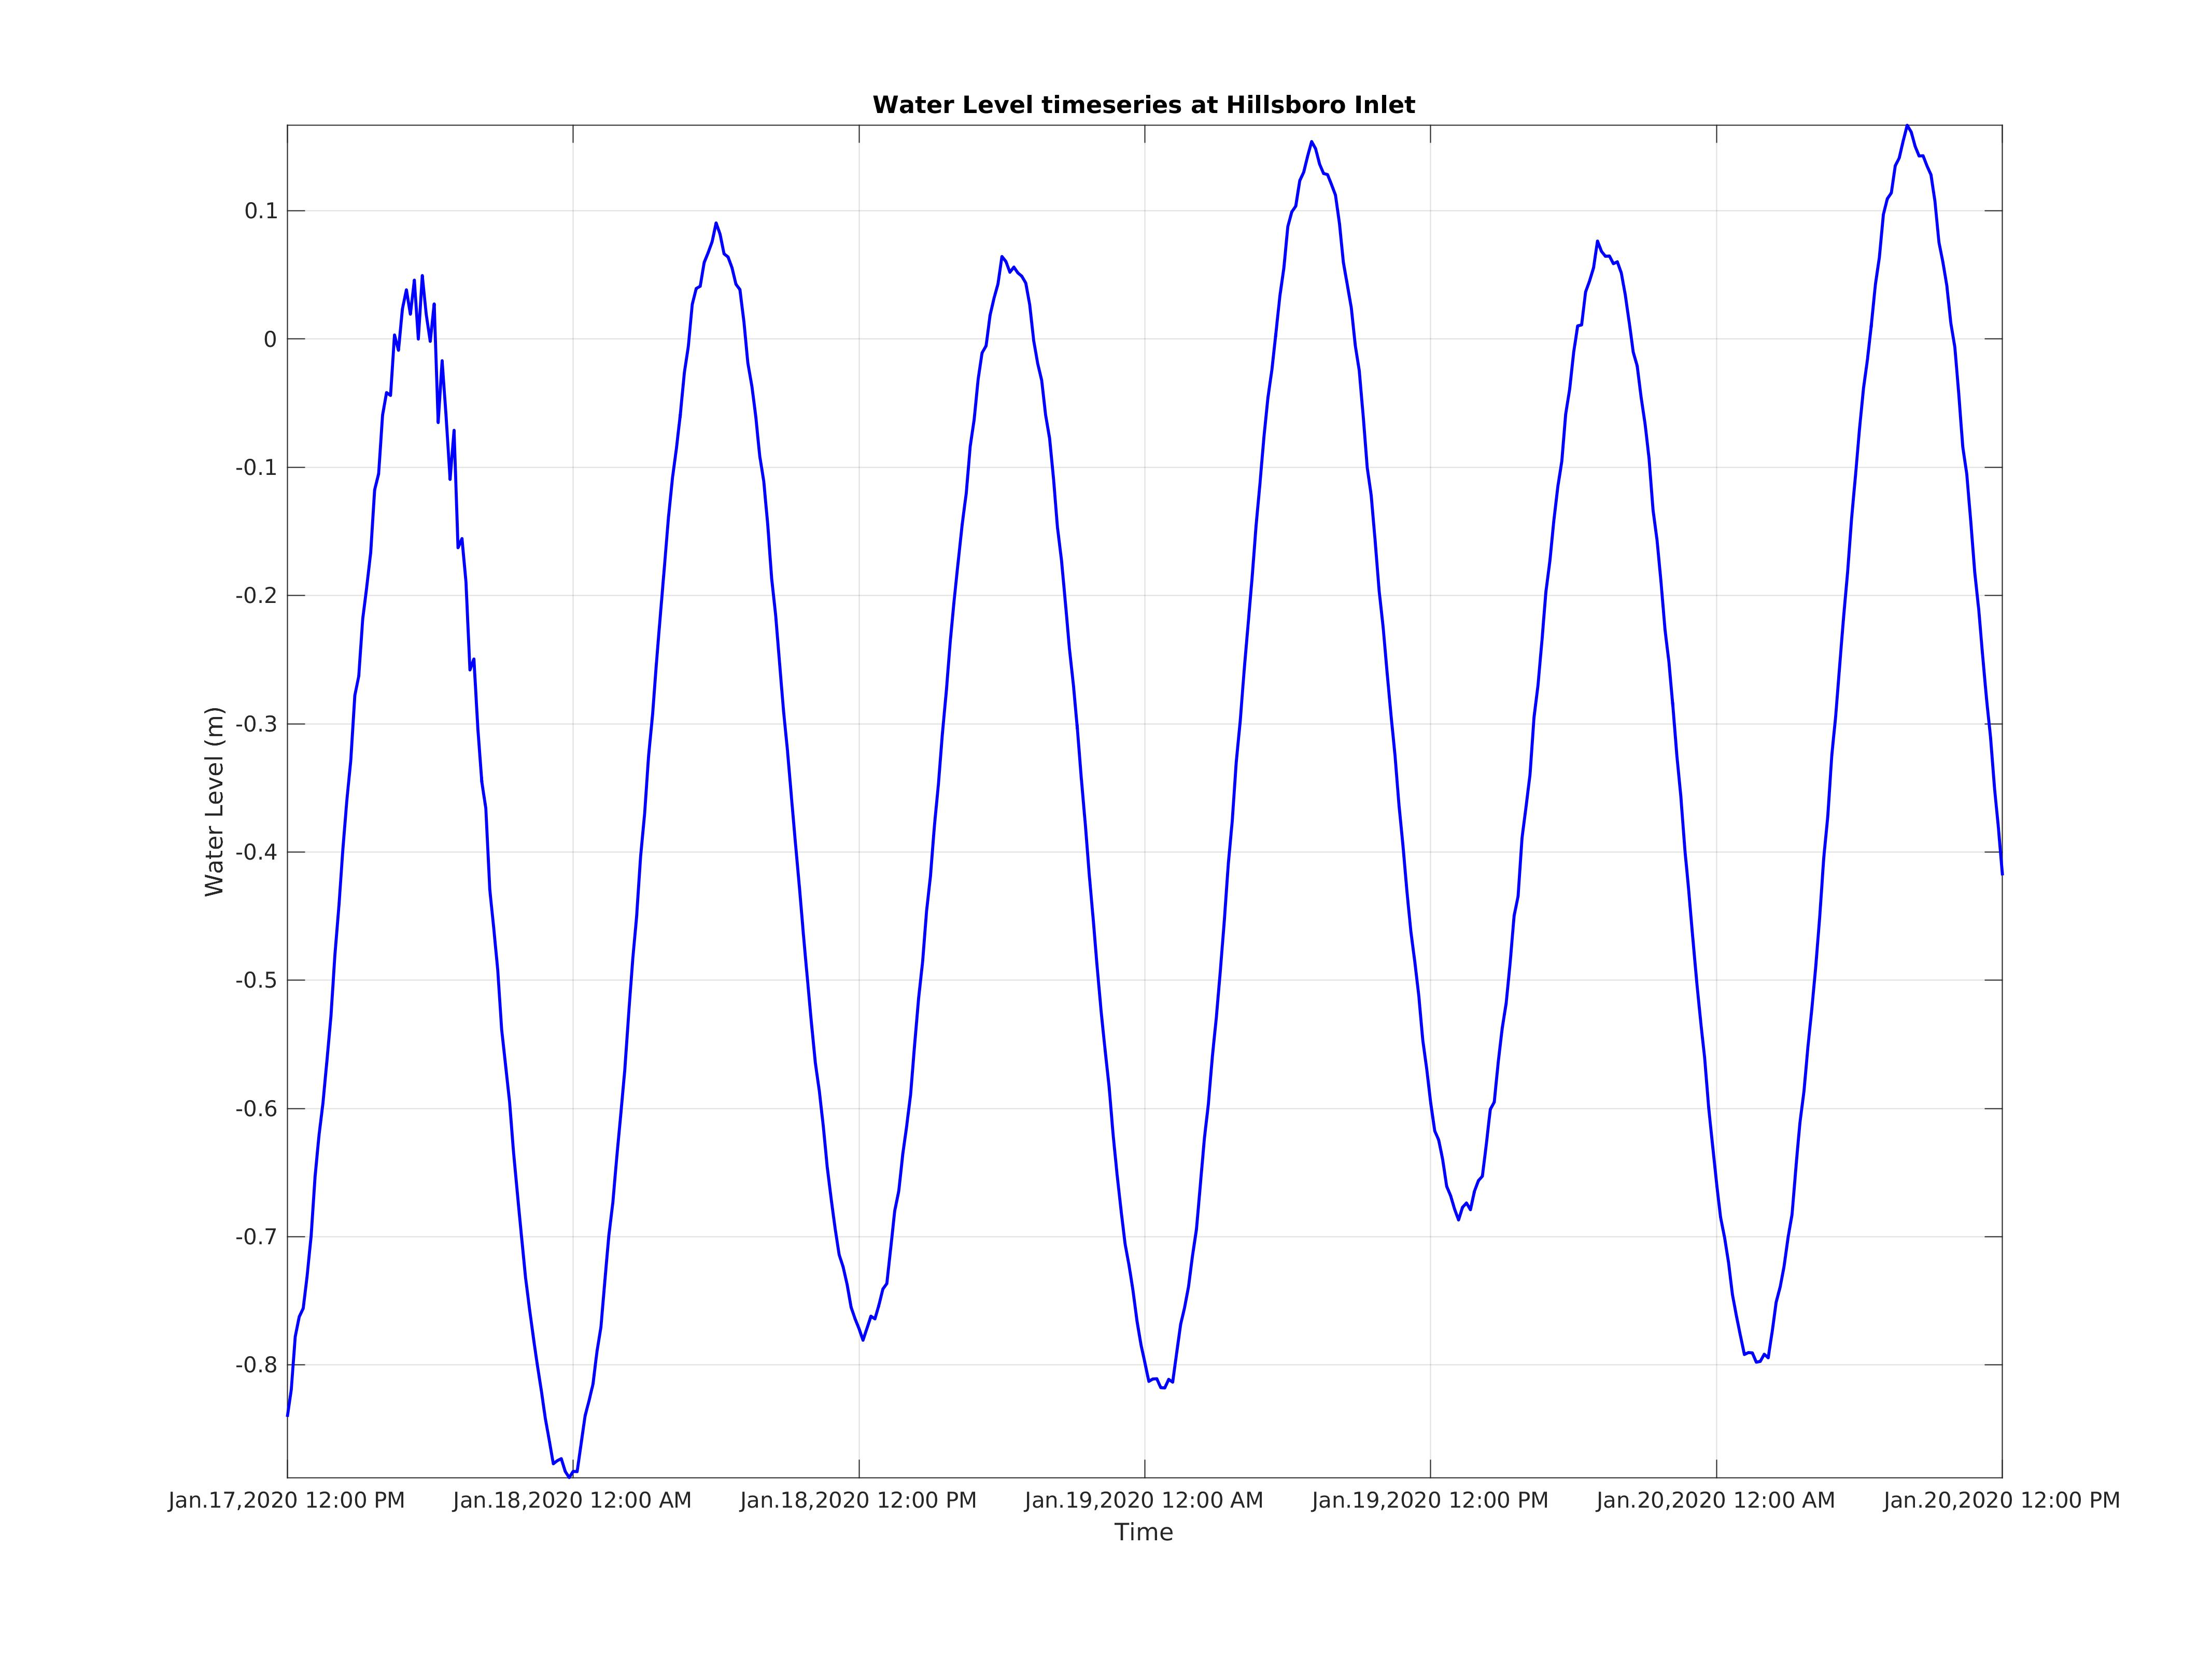 Water Level timeseries at Hillsboro Inlet
0.1
0
-0.1
-0.2
-0.3
-0.4
-0.5
-0.6
-0.7
-0.8
Water Level (m)
Jan.17,2020 12:00 PM
Jan.18,2020 12:00 AM
Jan.18,2020 12:00 PM
Jan.19,2020 12:00 AM
Jan.19,2020 12:00 PM
Jan.20,2020 12:00 AM
Jan.20,2020 12:00 PM
Time